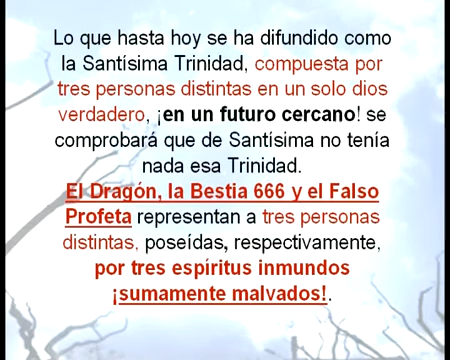 Lo que hasta hoy se ha difundido como
la Santísima Trinidad, compuesta por
tres personas distintas en un solo dios
verdadero, ¡en un futuro cercano! se
comprobará que de Santísima no tenía
nada esa Trinidad.
El Dragón, la Bestia 666 y el Falso
Profeta representan a tres personas
distintas, poseídas, respectivamente,
por tres espíritus inmundos
¡sumamente malvados!.